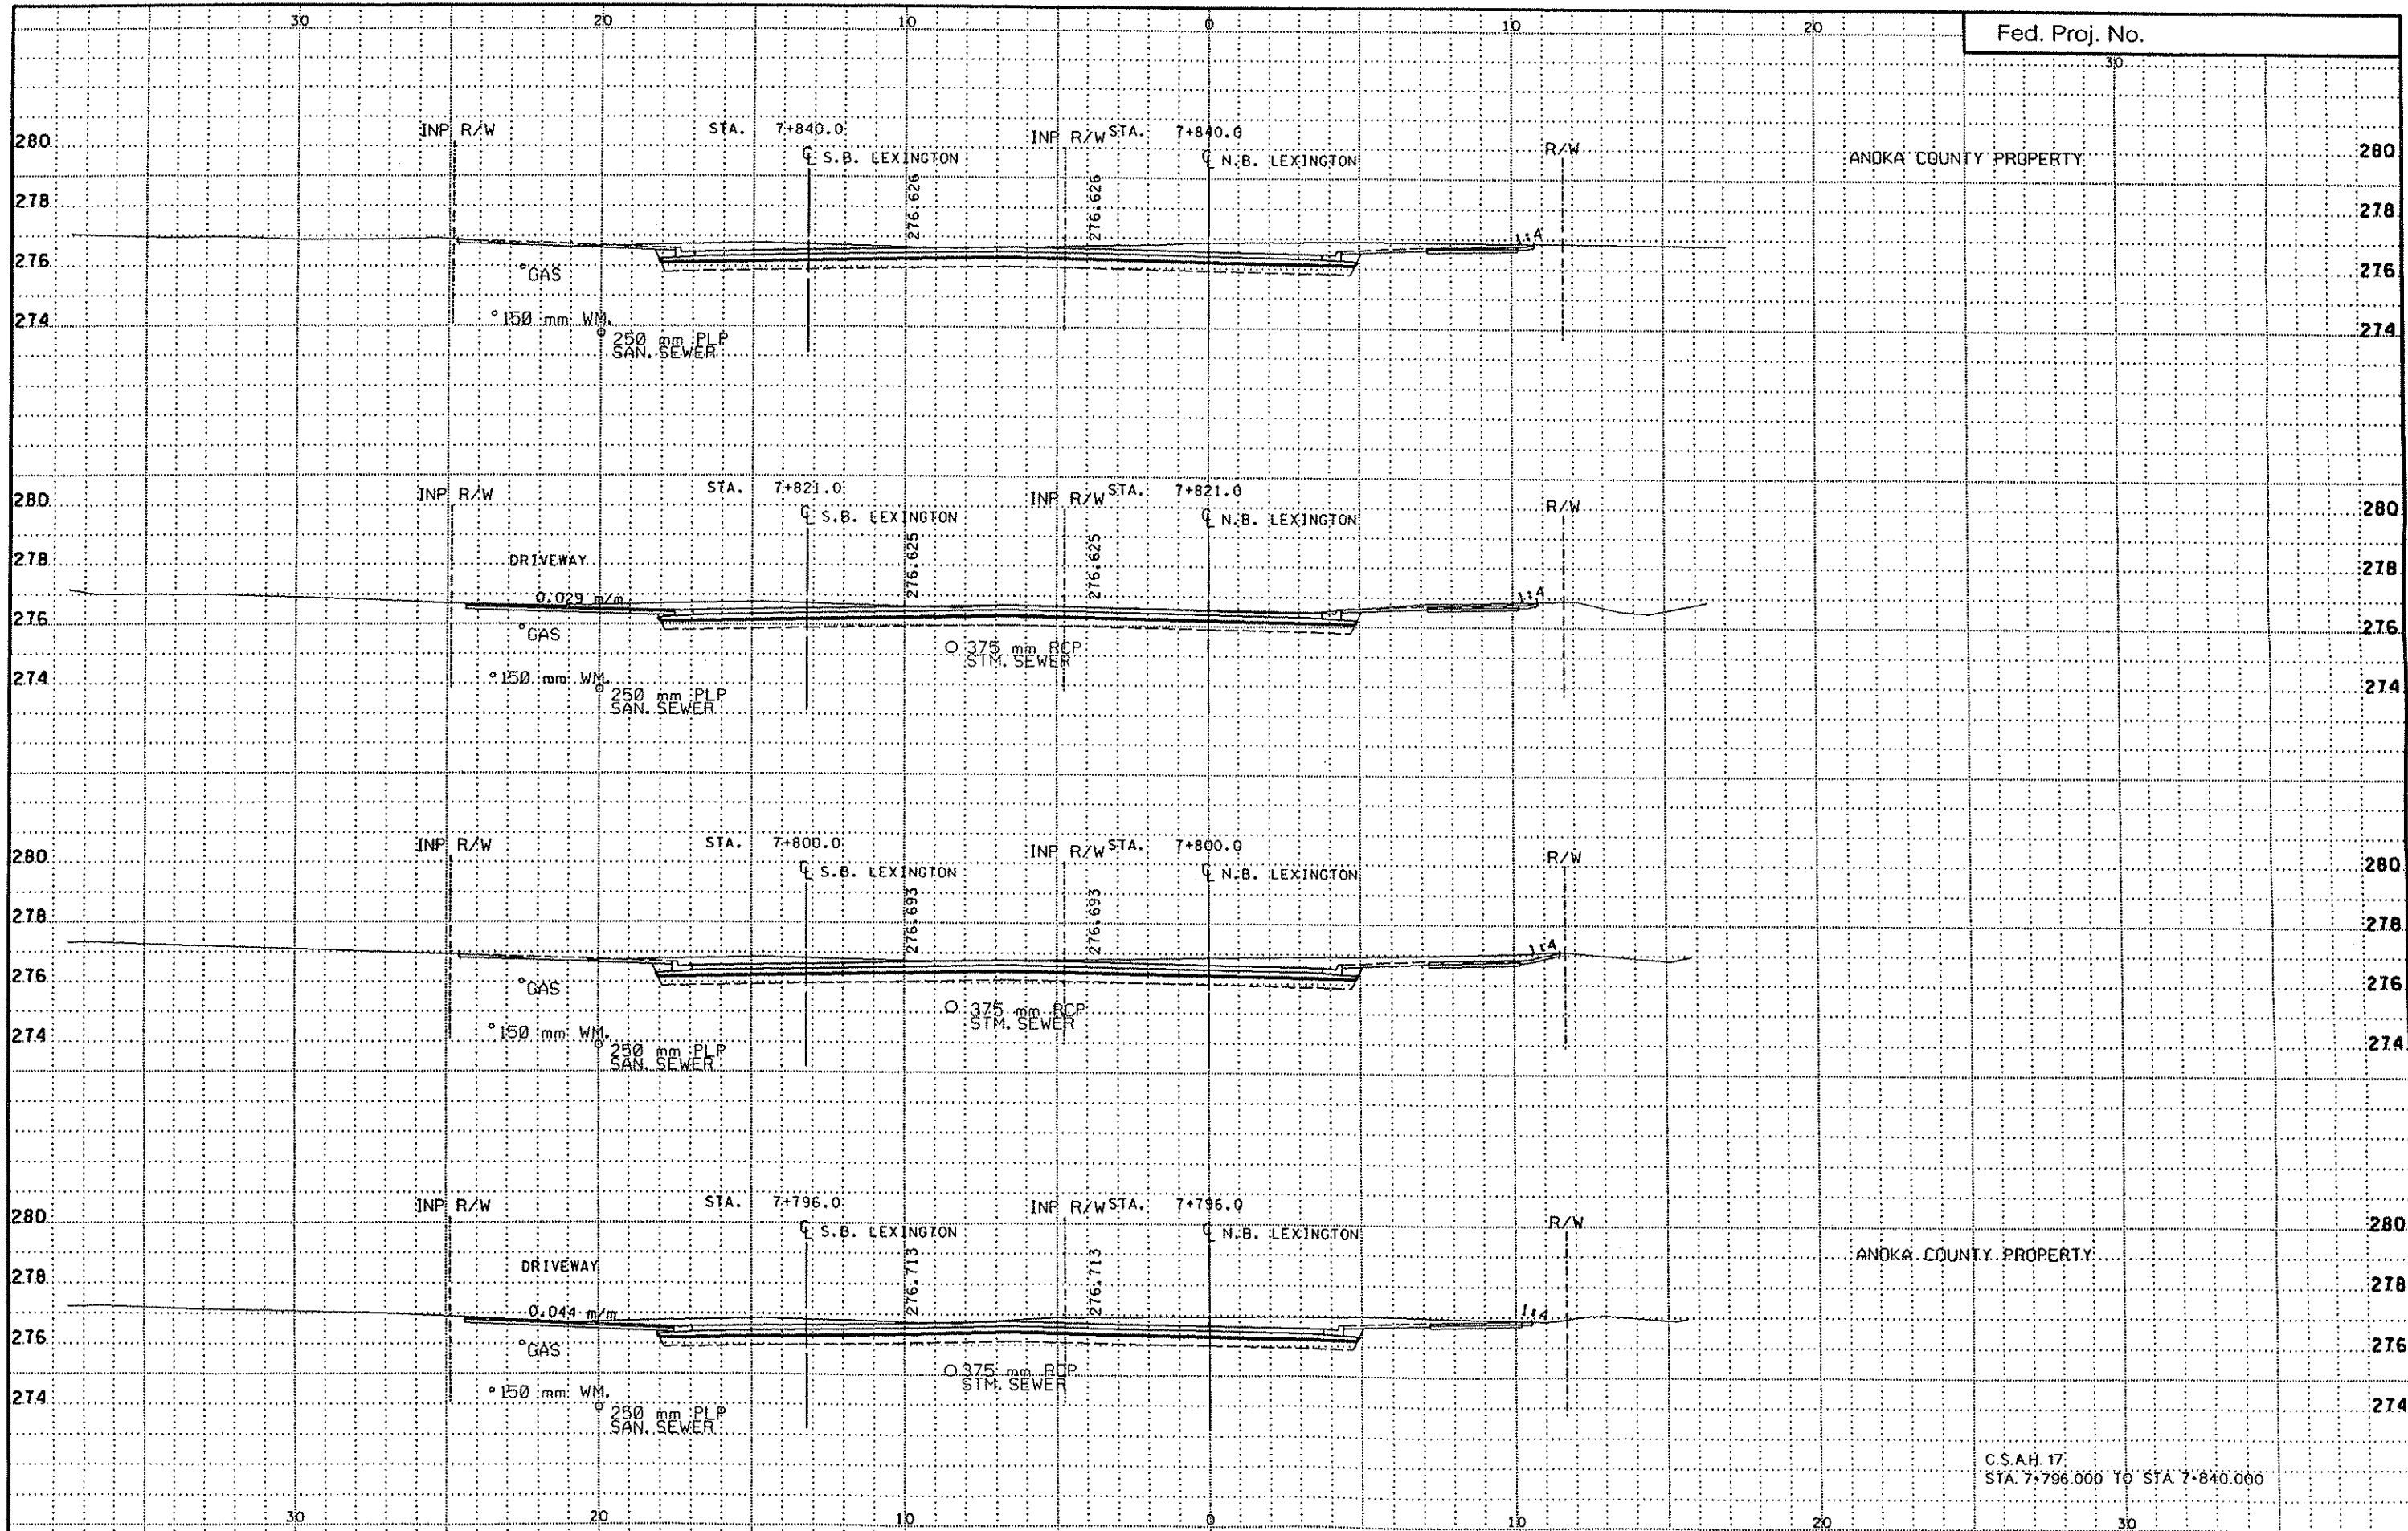 30 20 10 0 10 20 30
Fed. Proj. No.
INP R/W STA. 7+840.0 INP R/W STA. 7+840.0 R/W
280 ℄ S.B. LEXINGTON ℄ N.B. LEXINGTON ANOKA COUNTY PROPERTY 280
278 276.626 276.626 278
1:4
276 GAS 276
274 150 mm WM. 274
250 mm PLP
SAN. SEWER
INP R/W STA. 7+821.0 INP R/W STA. 7+821.0 R/W
280 ℄ S.B. LEXINGTON ℄ N.B. LEXINGTON 280
278 DRIVEWAY 276.625 276.625 278
0.029 m/m 1:4
276 GAS 276
375 mm RCP
STM. SEWER
274 150 mm WM. 274
250 mm PLP
SAN. SEWER
INP R/W STA. 7+800.0 INP R/W STA. 7+800.0 R/W
280 ℄ S.B. LEXINGTON ℄ N.B. LEXINGTON 280
278 276.693 276.693 278
1:4
276 GAS 276
375 mm RCP
STM. SEWER
274 150 mm WM. 274
250 mm PLP
SAN. SEWER
INP R/W STA. 7+796.0 INP R/W STA. 7+796.0 R/W
280 ℄ S.B. LEXINGTON ℄ N.B. LEXINGTON 280
ANOKA COUNTY PROPERTY
278 DRIVEWAY 276.713 276.713 278
0.044 m/m 1:4
276 GAS 276
375 mm RCP
STM. SEWER
274 150 mm WM. 274
250 mm PLP
SAN. SEWER
C.S.A.H. 17
STA. 7+796.000 TO STA. 7+840.000
30 20 10 0 10 20 30